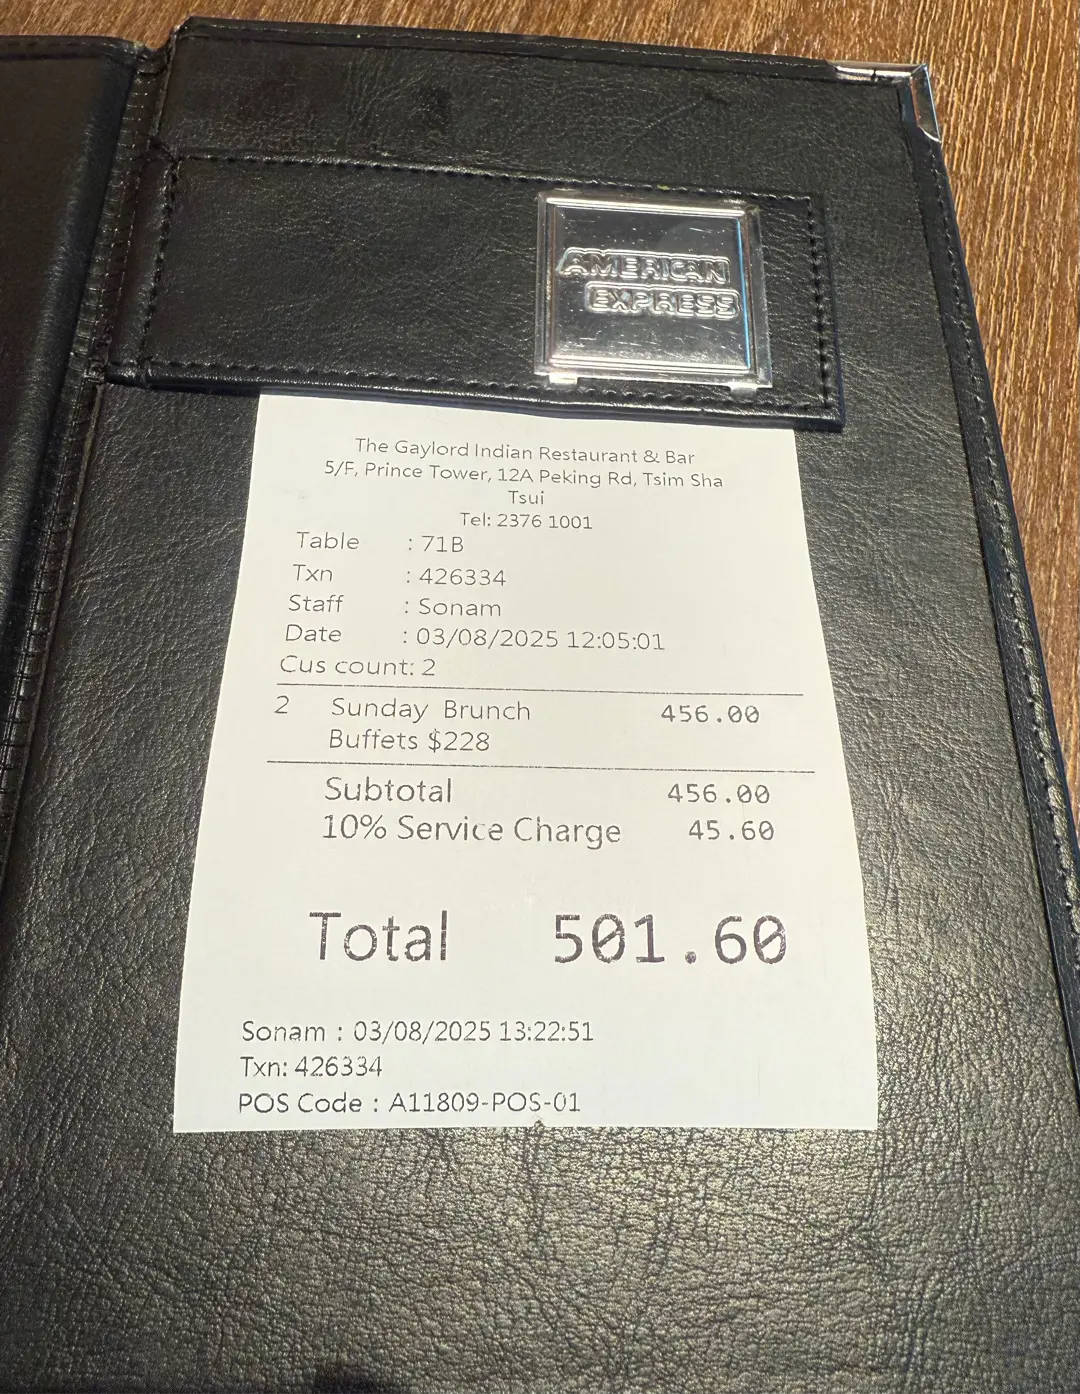 AMERICAN
EXPRESS
The Gaylord Indian Restaurant & Bar
5/F, Prince Tower, 12A Peking Rd, Tsim Sha
Tsui
Tel: 2376 1001
Table : 71B
Txn : 426334
Staff : Sonam
Date : 03/08/2025 12:05:01
Cus count: 2
2 Sunday Brunch 456.00
Buffets $228
Subtotal 456.00
10% Service Charge 45.60
Total 501.60
Sonam : 03/08/2025 13:22:51
Txn: 426334
POS Code : A11809-POS-01